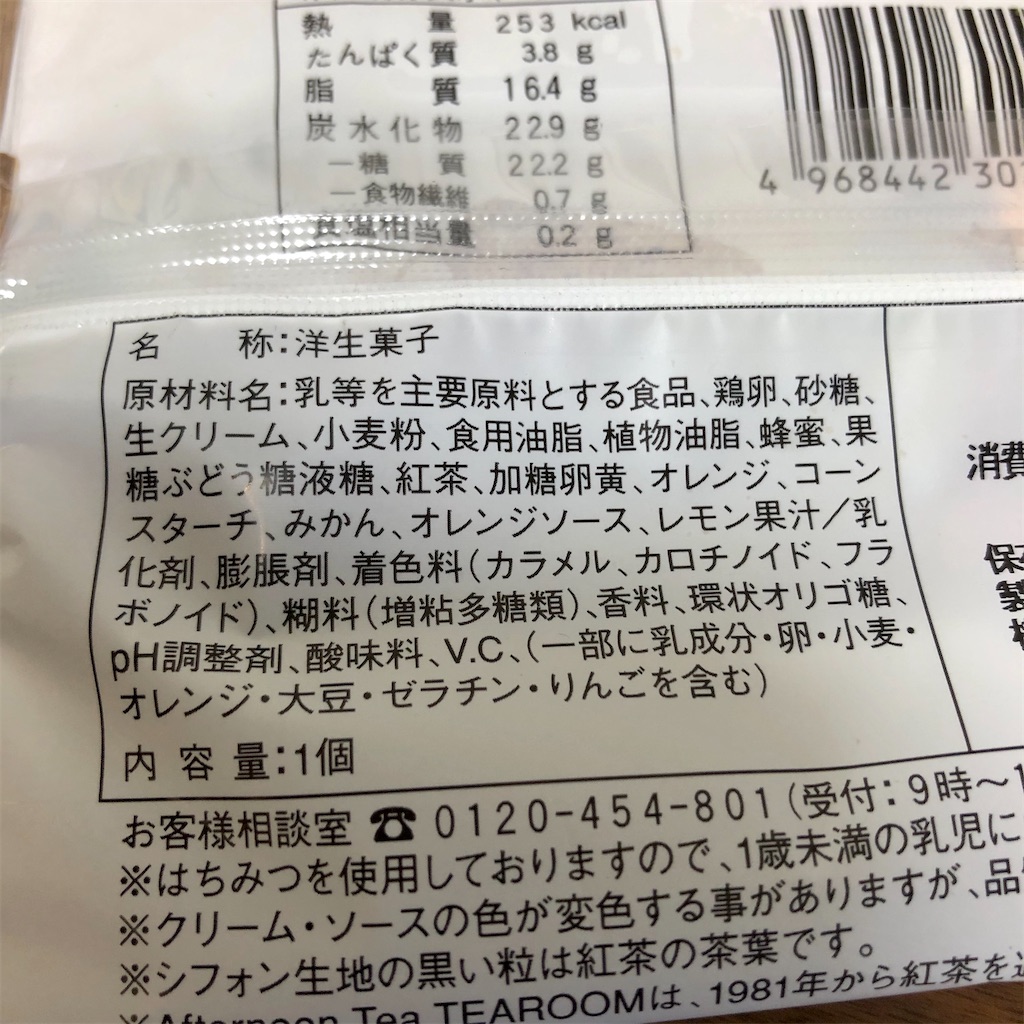 熱量 253 kcal
たんぱく質 3.8 g
脂質 16.4 g
炭水化物 22.9 g
－糖質 22.2 g
－食物繊維 0.7 g
食塩相当量 0.2 g
4 968442 30
名称：洋生菓子
原材料名：乳等を主要原料とする食品、鶏卵、砂糖、
生クリーム、小麦粉、食用油脂、植物油脂、蜂蜜、果
糖ぶどう糖液糖、紅茶、加糖卵黄、オレンジ、コーン
スターチ、みかん、オレンジソース、レモン果汁／乳
化剤、膨脹剤、着色料（カラメル、カロチノイド、フラ
ボノイド）、糊料（増粘多糖類）、香料、環状オリゴ糖、
pH調整剤、酸味料、V.C、（一部に乳成分・卵・小麦・
オレンジ・大豆・ゼラチン・りんごを含む）
内容量：1個
消費
保
お客様相談室 ☎ 0120-454-801（受付：9時～1
※はちみつを使用しておりますので、1歳未満の乳児に
※クリーム・ソースの色が変色する事がありますが、品
※シフォン生地の黒い粒は紅茶の茶葉です。
※Afternoon Tea TEAROOMは、1981年から紅茶を